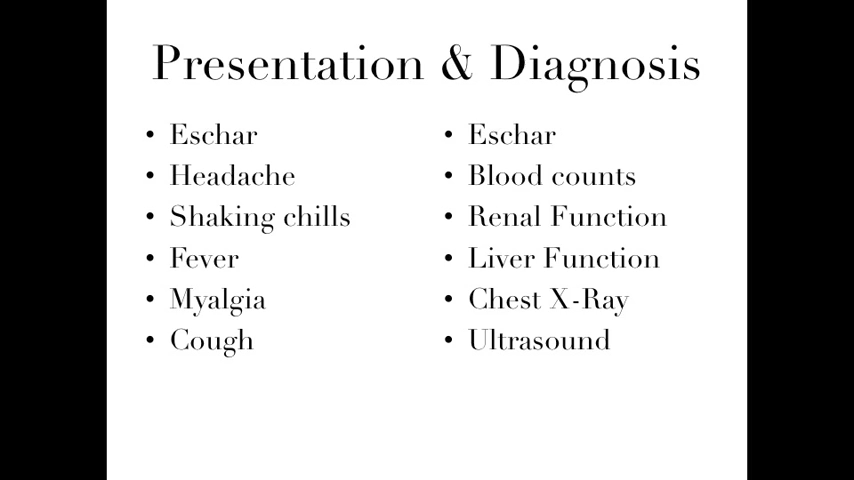 Presentation & Diagnosis
• Eschar
• Headache
• Shaking chills
• Fever
• Myalgia
• Cough
• Eschar
• Blood counts
• Renal Function
• Liver Function
• Chest X-Ray
• Ultrasound